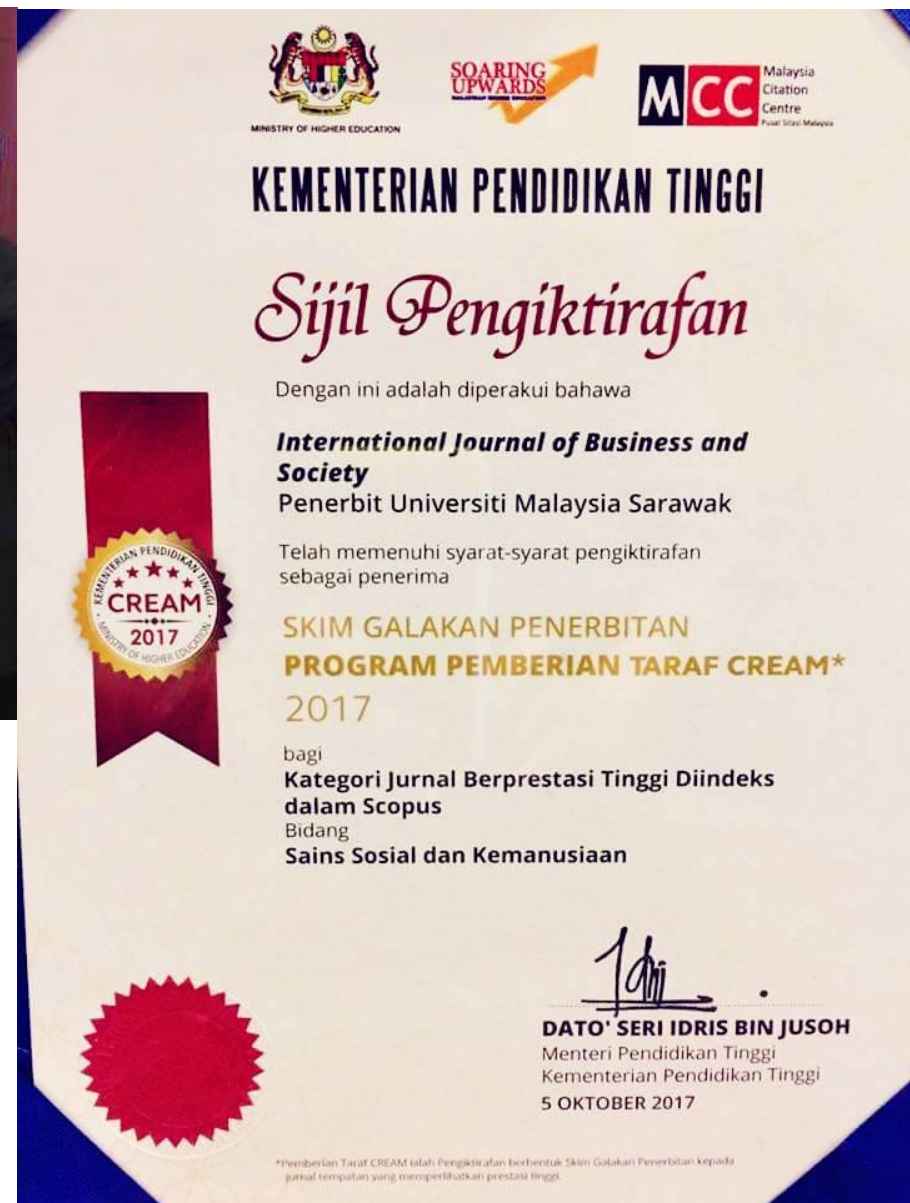 MINISTRY OF HIGHER EDUCATION
SOARING
UPWARDS
MALAYSIAN HIGHER EDUCATION
MCC
Malaysia
Citation
Centre
Pusat Sitasi Malaysia
KEMENTERIAN PENDIDIKAN TINGGI
Sijil Pengiktirafan
Dengan ini adalah diperakui bahawa
International Journal of Business and
Society
Penerbit Universiti Malaysia Sarawak
Telah memenuhi syarat-syarat pengiktirafan
sebagai penerima
KEMENTERIAN PENDIDIKAN TINGGI
CREAM
2017
MINISTRY OF HIGHER EDUCATION
SKIM GALAKAN PENERBITAN
PROGRAM PEMBERIAN TARAF CREAM*
2017
bagi
Kategori Jurnal Berprestasi Tinggi Diindeks
dalam Scopus
Bidang
Sains Sosial dan Kemanusiaan
DATO' SERI IDRIS BIN JUSOH
Menteri Pendidikan Tinggi
Kementerian Pendidikan Tinggi
5 OKTOBER 2017
*Pemberian Taraf CREAM ialah Pengiktirafan berbentuk Skim Galakan Penerbitan kepada
jurnal tempatan yang memperlihatkan prestasi tinggi.